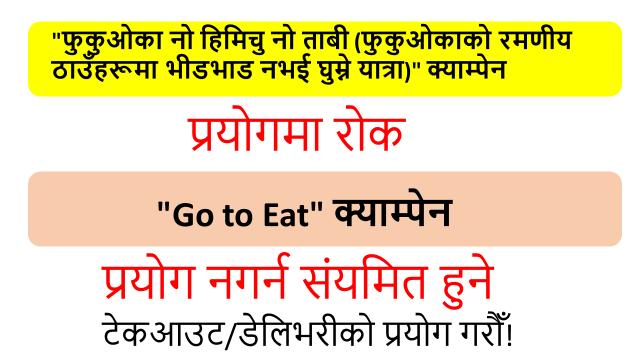 "फुकुओका नो हिमिचु नो ताबी (फुकुओकाको रमणीय
ठाउँहरूमा भीडभाड नभई घुम्ने यात्रा)" क्याम्पेन
प्रयोगमा रोक
"Go to Eat" क्याम्पेन
प्रयोग नगर्न संयमित हुने
टेकआउट/डेलिभरीको प्रयोग गरौँ!